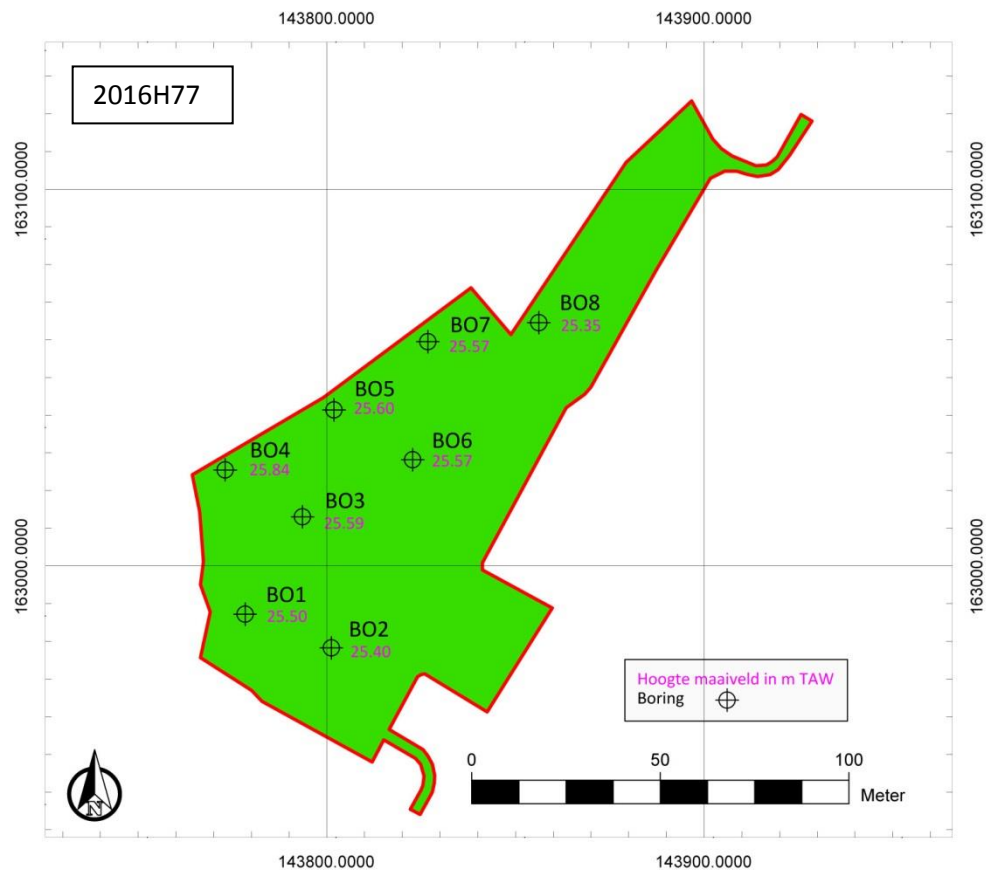 143800.0000 143900.0000
2016H77
163100.0000 163100.0000
BO8
25.35
BO7
25.57
BO5
25.60
BO6
25.57
BO4
25.84
BO3
25.59
163000.0000 163000.0000
BO1
25.50
BO2
25.40
Hoogte maaiveld in m TAW
Boring
0 50 100
Meter
N
143800.0000 143900.0000